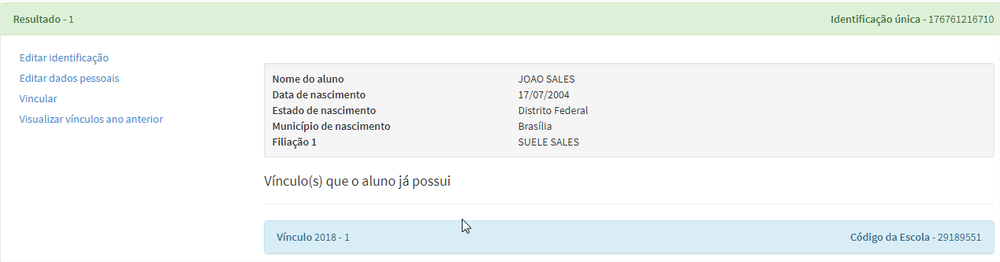 Resultado - 1 Identificação única - 176761216710
Editar identificação
Editar dados pessoais
Vincular
Visualizar vínculos ano anterior
Nome do aluno JOAO SALES
Data de nascimento 17/07/2004
Estado de nascimento Distrito Federal
Município de nascimento Brasília
Filiação 1 SUELE SALES
Vínculo(s) que o aluno já possui
Vínculo 2018 - 1 Código da Escola - 29189551